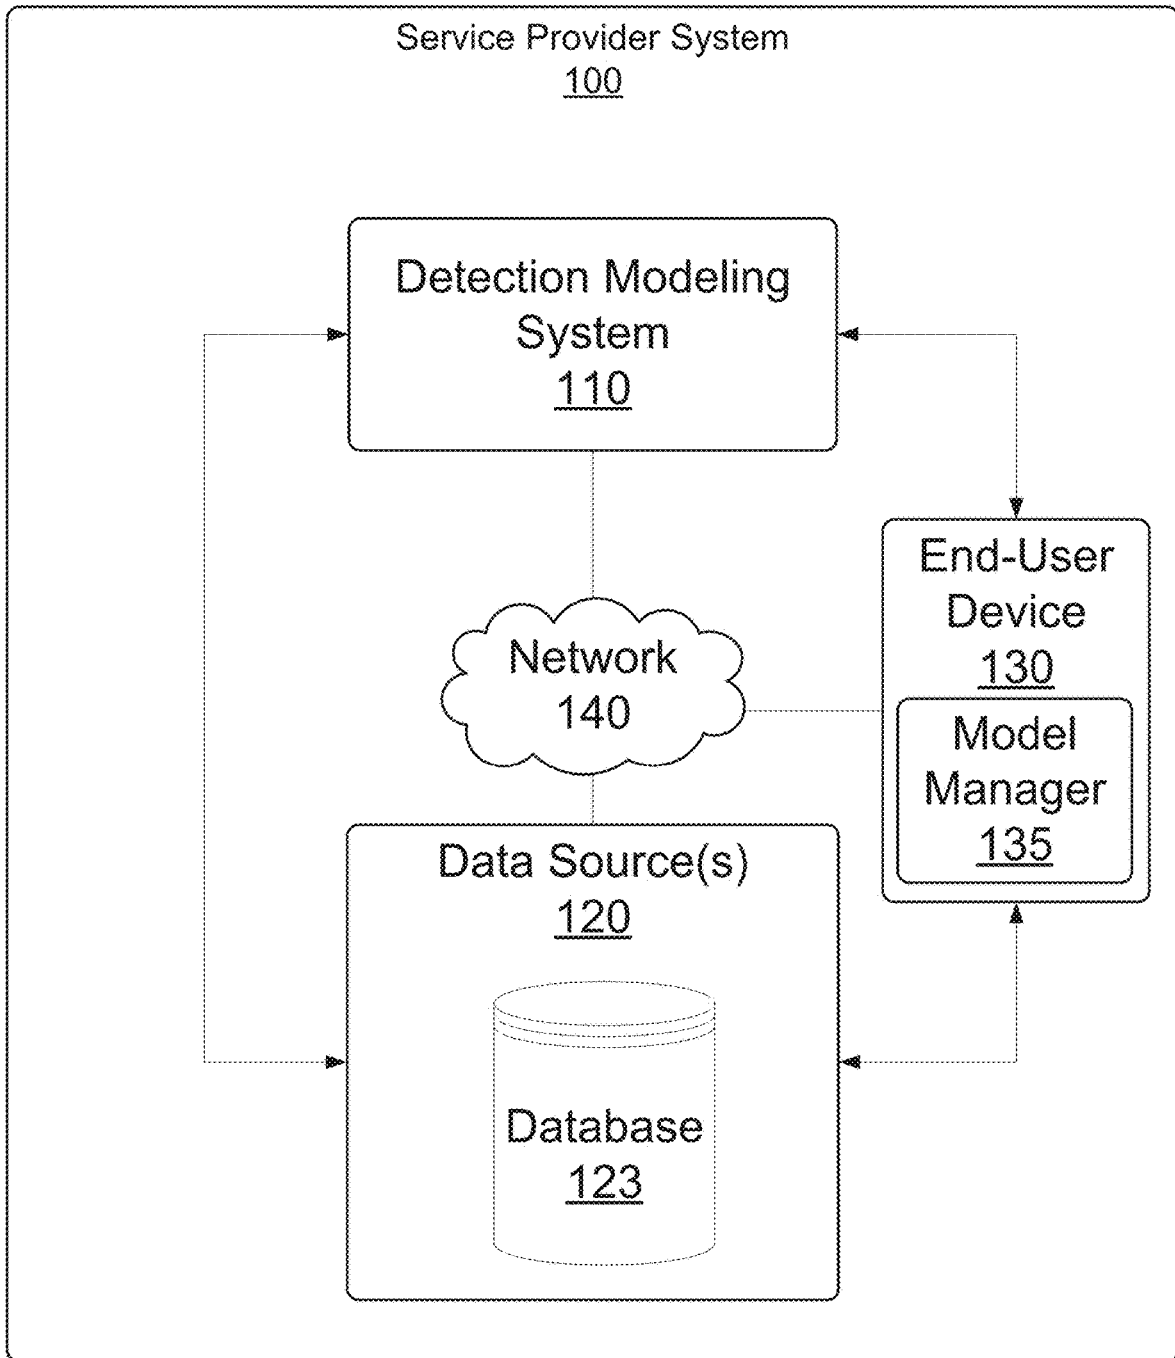 Service Provider System
100
Detection Modeling
System
110
End-User
Device
130
Network
140
Model
Manager
135
Data Source(s)
120
Database
123